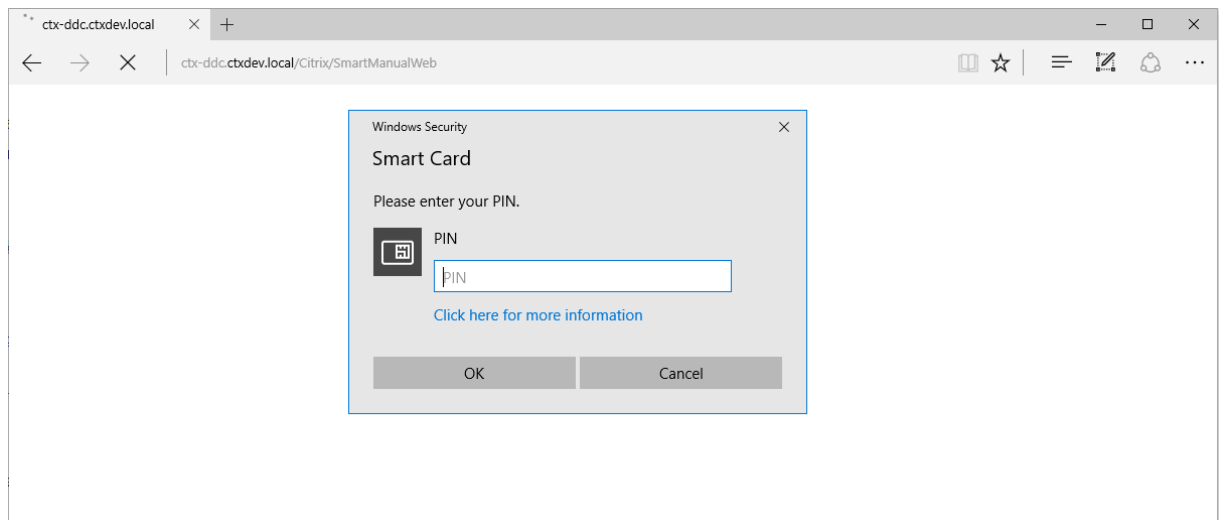 ctx-ddc.ctxdev.local
ctx-ddc.ctxdev.local/Citrix/SmartManualWeb
Windows Security
Smart Card
Please enter your PIN.
PIN
PIN
Click here for more information
OK Cancel